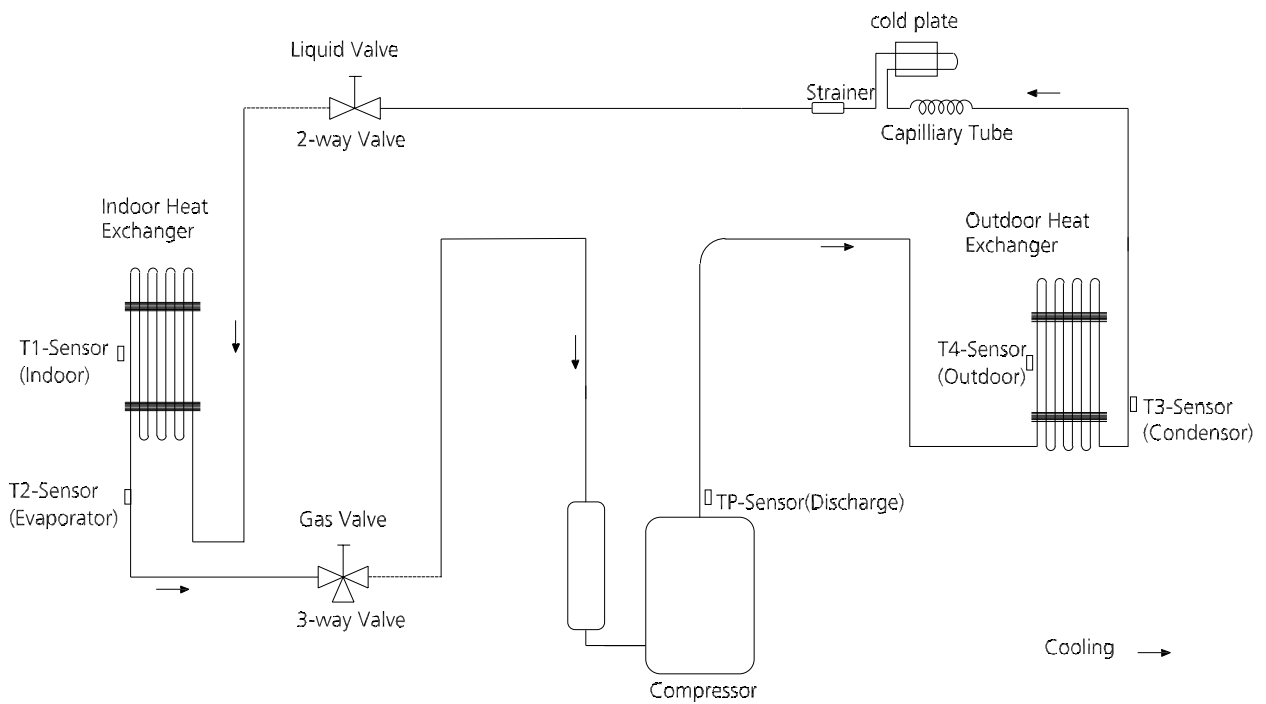 cold plate
Liquid Valve
Strainer
2-way Valve
Capilliary Tube
Indoor Heat
Exchanger
Outdoor Heat
Exchanger
T1-Sensor
(Indoor)
T4-Sensor
(Outdoor)
T3-Sensor
(Condensor)
T2-Sensor
(Evaporator)
TP-Sensor(Discharge)
Gas Valve
3-way Valve
Cooling
Compressor